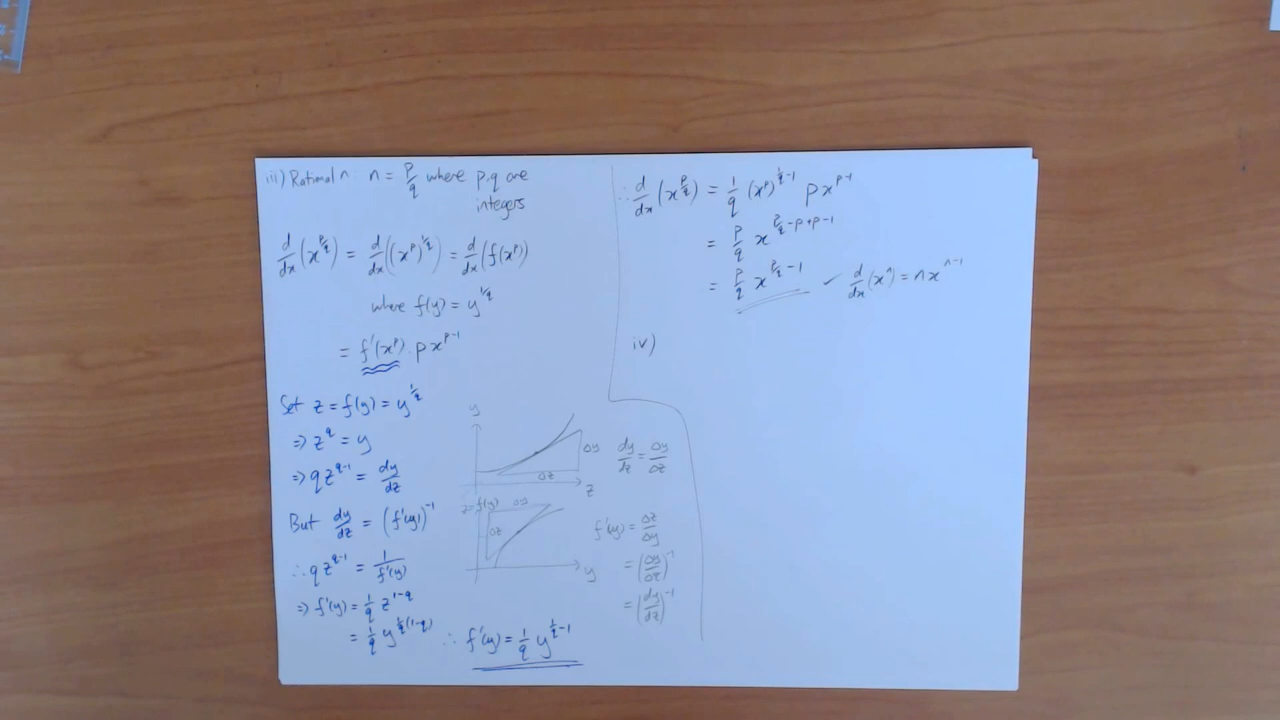 iii) Rational n: n = p/q where p,q are
integers
d/dx (x^(p/q)) = d/dx ((x^p)^(1/q)) = d/dx (f(x^p))
where f(y) = y^(1/q)
= f'(x^p) . p x^(p-1)
Set z = f(y) = y^(1/q)
⇒ z^q = y
⇒ q z^(q-1) = dy/dz
But dy/dz = (f'(y))^(-1)
∴ q z^(q-1) = 1/f'(y)
⇒ f'(y) = 1/q z^(1-q)
= 1/q y^(1/q(1-q))
∴ f'(y) = 1/q y^(1/q-1)
y
Δy
Δz
z
dy/dz = Δy/Δz
z=f(y)
Δy
Δz
y
f'(y) = Δz/Δy
= (Δy/Δz)^(-1)
= (dy/dz)^(-1)
∴ d/dx (x^(p/q)) = 1/q (x^p)^(1/q-1) p x^(p-1)
= p/q x^(p/q-p+p-1)
= p/q x^(p/q-1) ✓ d/dx (x^n) = n x^(n-1)
iv)